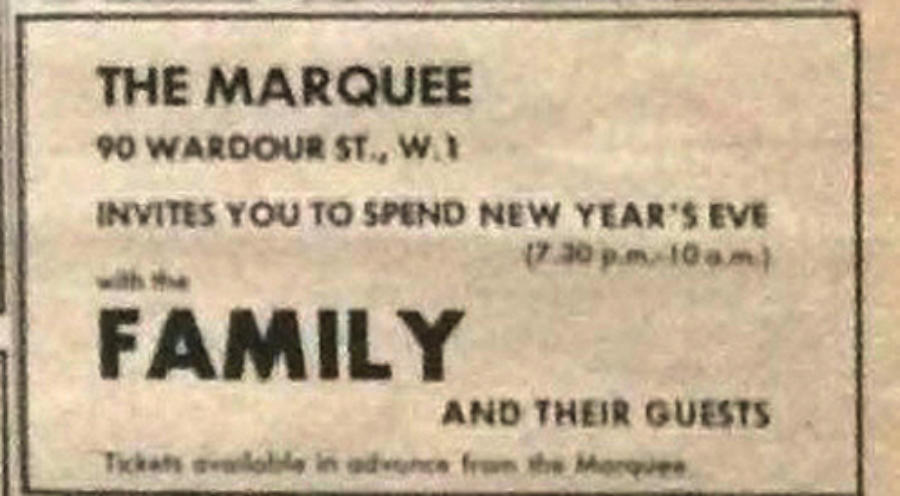 THE MARQUEE
90 WARDOUR ST., W.1
INVITES YOU TO SPEND NEW YEAR'S EVE
(7.30 p.m.-10 a.m.)
with the
FAMILY
AND THEIR GUESTS
Tickets available in advance from the Marquee